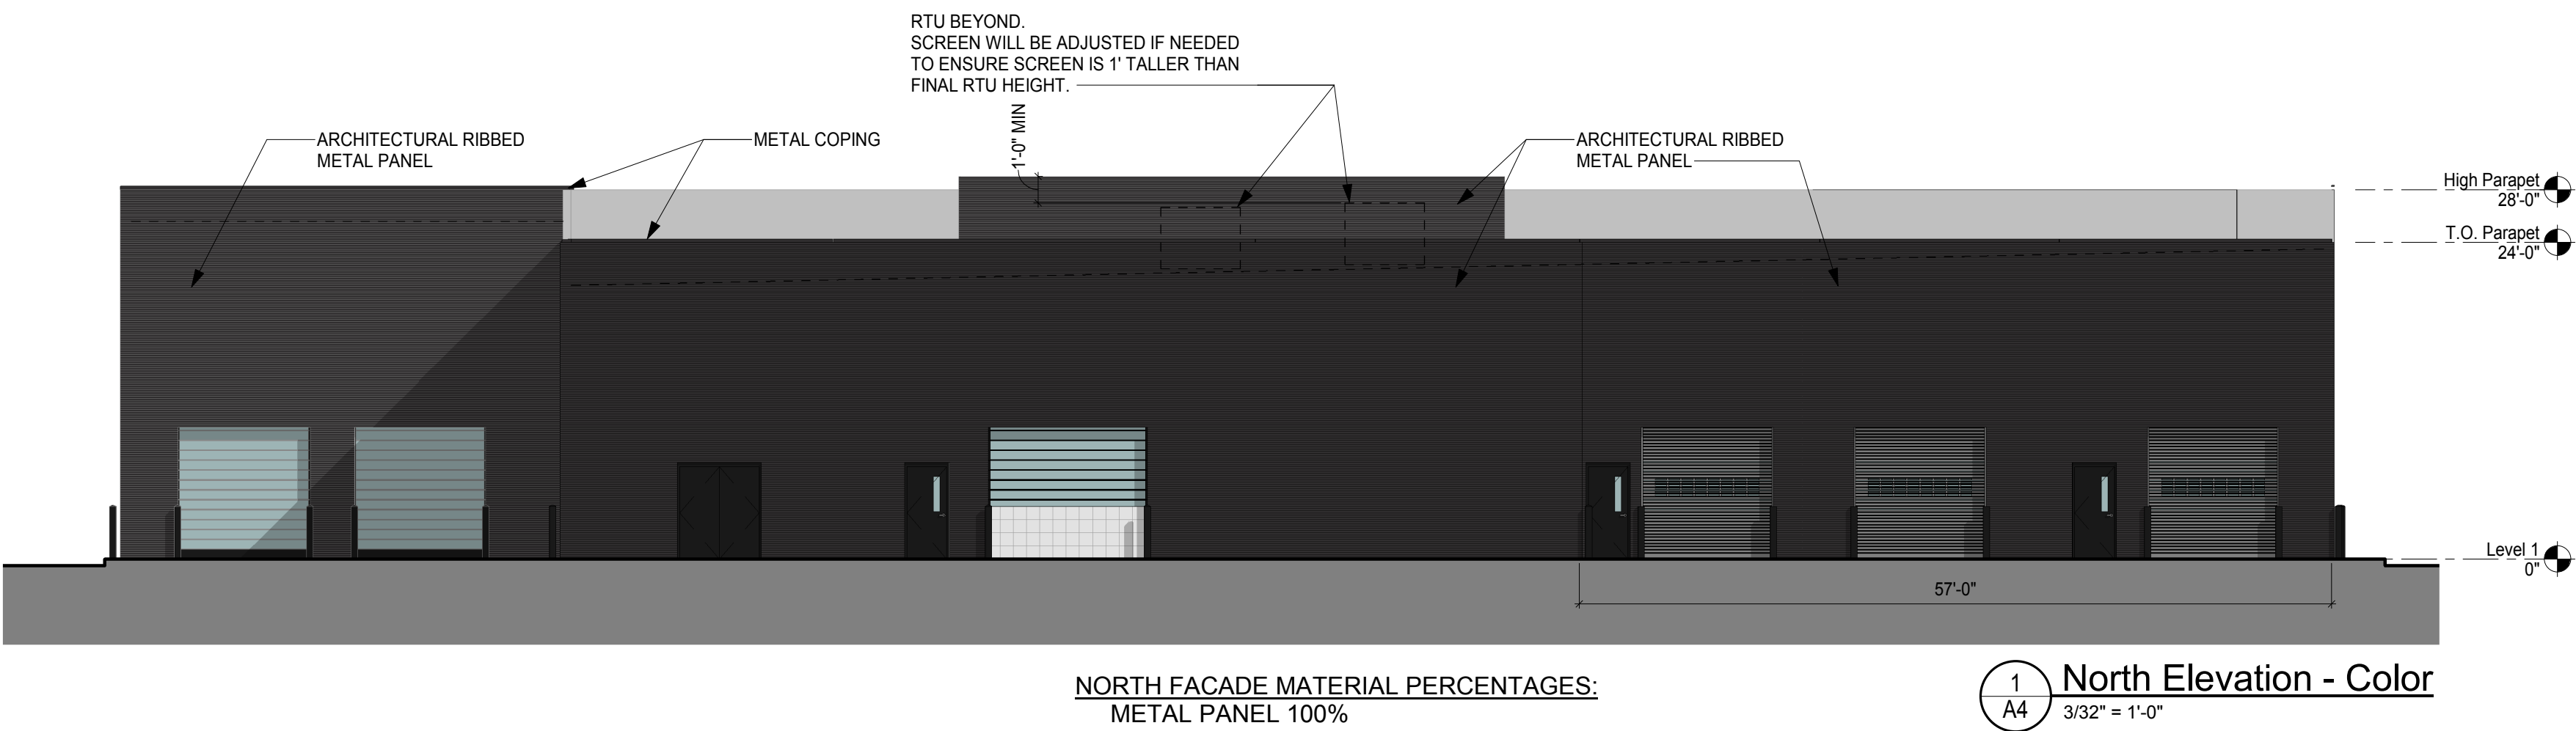 RTU BEYOND.
SCREEN WILL BE ADJUSTED IF NEEDED
TO ENSURE SCREEN IS 1' TALLER THAN
FINAL RTU HEIGHT.
1'-0" MIN
ARCHITECTURAL RIBBED
METAL PANEL
METAL COPING
ARCHITECTURAL RIBBED
METAL PANEL
High Parapet
28'-0"
T.O. Parapet
24'-0"
Level 1
0"
57'-0"
NORTH FACADE MATERIAL PERCENTAGES:
METAL PANEL 100%
1
A4
North Elevation - Color
3/32" = 1'-0"